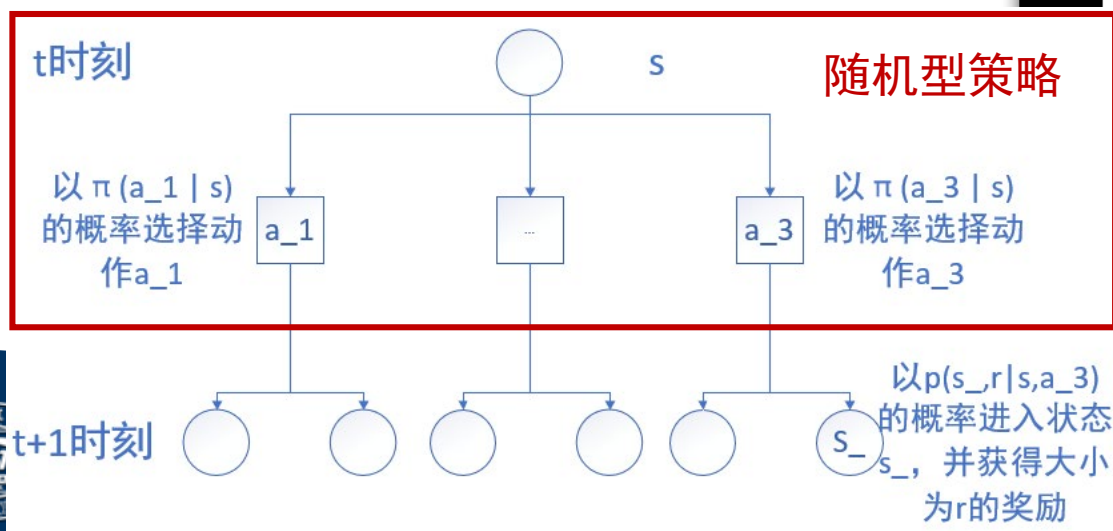 t时刻
s
随机型策略
以 π (a_1 | s)
的概率选择动
作a_1
a_1
...
a_3
以 π (a_3 | s)
的概率选择动
作a_3
t+1时刻
S_
以p(s_,r|s,a_3)
的概率进入状态
s_，并获得大小
为r的奖励